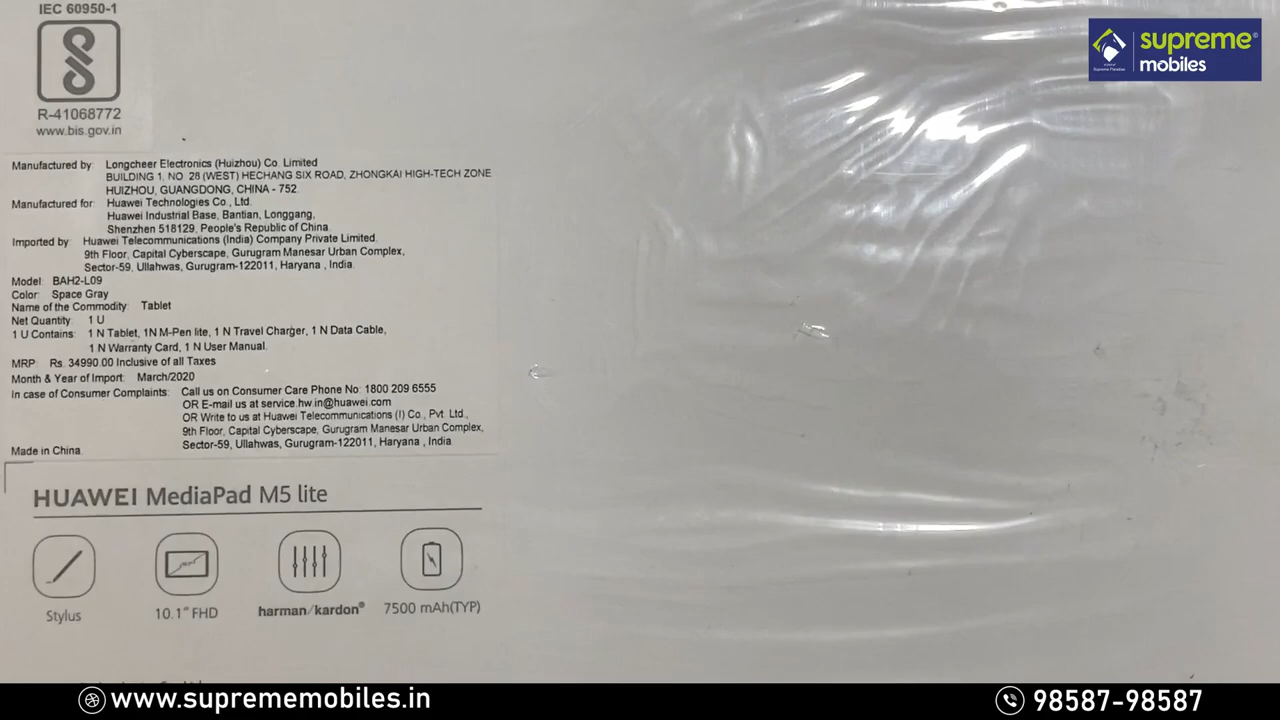 IEC 60950-1
R-41068772
www.bis.gov.in
supreme®
mobiles
Manufactured by: Longcheer Electronics (Huizhou) Co. Limited
BUILDING 1, NO. 28 (WEST) HECHANG SIX ROAD, ZHONGKAI HIGH-TECH ZONE
HUIZHOU, GUANGDONG, CHINA - 752
Manufactured for: Huawei Technologies Co., Ltd.
Huawei Industrial Base, Bantian, Longgang,
Shenzhen 518129, People's Republic of China
Imported by: Huawei Telecommunications (India) Company Private Limited
9th Floor, Capital Cyberscape, Gurugram Manesar Urban Complex,
Sector-59, Ullahwas, Gurugram-122011, Haryana , India.
Model: BAH2-L09
Color: Space Gray
Name of the Commodity: Tablet
Net Quantity: 1 U
1 U Contains: 1 N Tablet, 1N M-Pen lite, 1 N Travel Charger, 1 N Data Cable,
1 N Warranty Card, 1 N User Manual.
MRP: Rs. 34990.00 Inclusive of all Taxes
Month & Year of Import: March/2020
In case of Consumer Complaints: Call us on Consumer Care Phone No: 1800 209 6555
OR E-mail us at service.hw.in@huawei.com
OR Write to us at Huawei Telecommunications (I) Co., Pvt. Ltd.,
9th Floor, Capital Cyberscape, Gurugram Manesar Urban Complex,
Sector-59, Ullahwas, Gurugram-122011, Haryana , India
Made in China.
HUAWEI MediaPad M5 lite
Stylus
10.1" FHD
harman/kardon®
7500 mAh(TYP)
www.suprememobiles.in
98587-98587